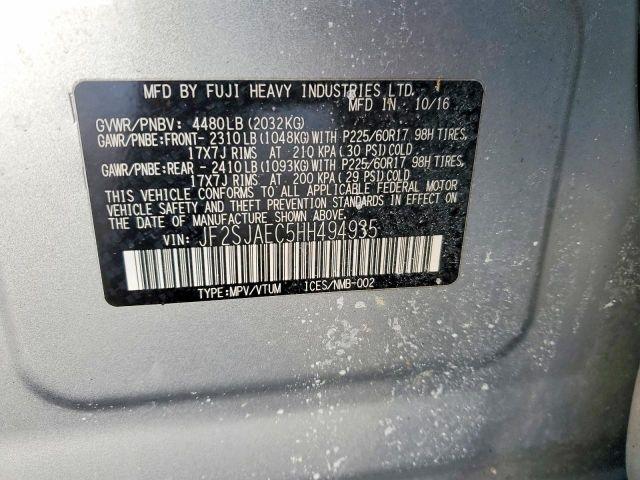 MFD BY FUJI HEAVY INDUSTRIES LTD.
MFD IN 10/16
GVWR/PNBV: 4480LB (2032KG)
GAWR/PNBE:FRONT- 2310LB (1048KG) WITH P225/60R17 98H TIRES,
17X7J RIMS AT 210 KPA (30 PSI) COLD
GAWR/PNBE:REAR - 2410LB (1093KG) WITH P225/60R17 98H TIRES,
17X7J RIMS AT 200 KPA (29 PSI) COLD
THIS VEHICLE CONFORMS TO ALL APPLICABLE FEDERAL MOTOR
VEHICLE SAFETY AND THEFT PREVENTION STANDARDS IN EFFECT ON
THE DATE OF MANUFACTURE SHOWN ABOVE.
VIN: JF2SJAEC5HH494935
TYPE:MPV/VTUM ICES/NMB-002